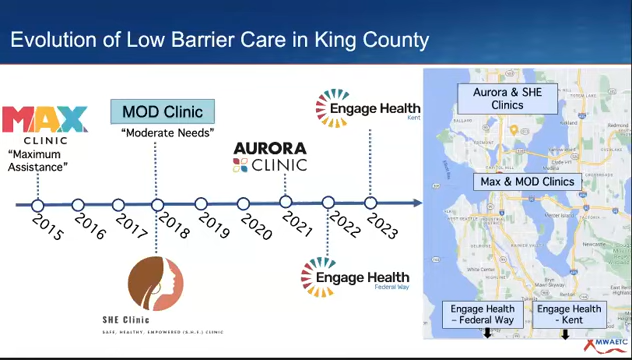 Evolution of Low Barrier Care in King County
MAX
CLINIC
“Maximum
Assistance”
MOD Clinic
“Moderate Needs”
AURORA
CLINIC
Engage Health
Kent
2015
2016
2017
2018
2019
2020
2021
2022
2023
SHE Clinic
SAFE, HEALTHY, EMPOWERED (S.H.E.) CLINIC
Engage Health
Federal Way
Aurora & SHE
Clinics
Max & MOD Clinics
Engage Health
– Federal Way
Engage Health
- Kent
MWAETC